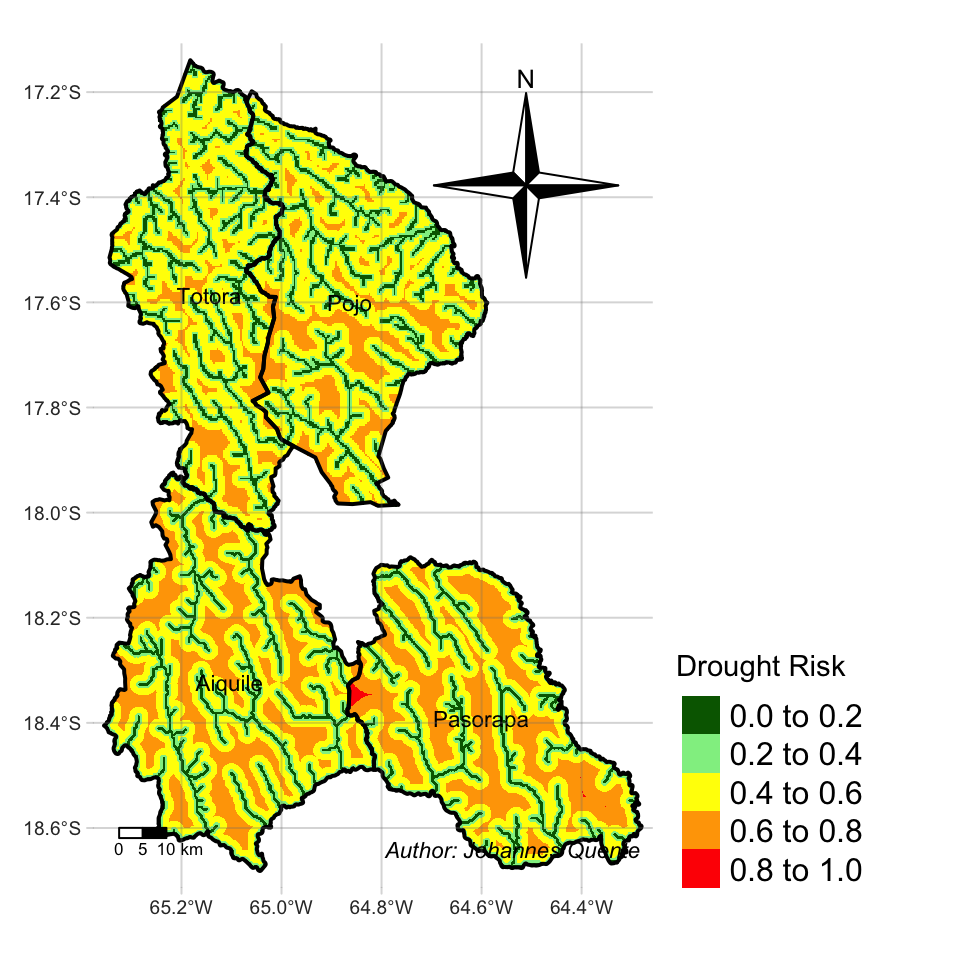 N
17.2°S
17.4°S
17.6°S
17.8°S
18.0°S
18.2°S
18.4°S
18.6°S
Totora
Pojo
Aiquile
Pasorapa
Drought Risk
0.0 to 0.2
0.2 to 0.4
0.4 to 0.6
0.6 to 0.8
0.8 to 1.0
0 5 10 km
Author: Johannes Quente
65.2°W 65.0°W 64.8°W 64.6°W 64.4°W